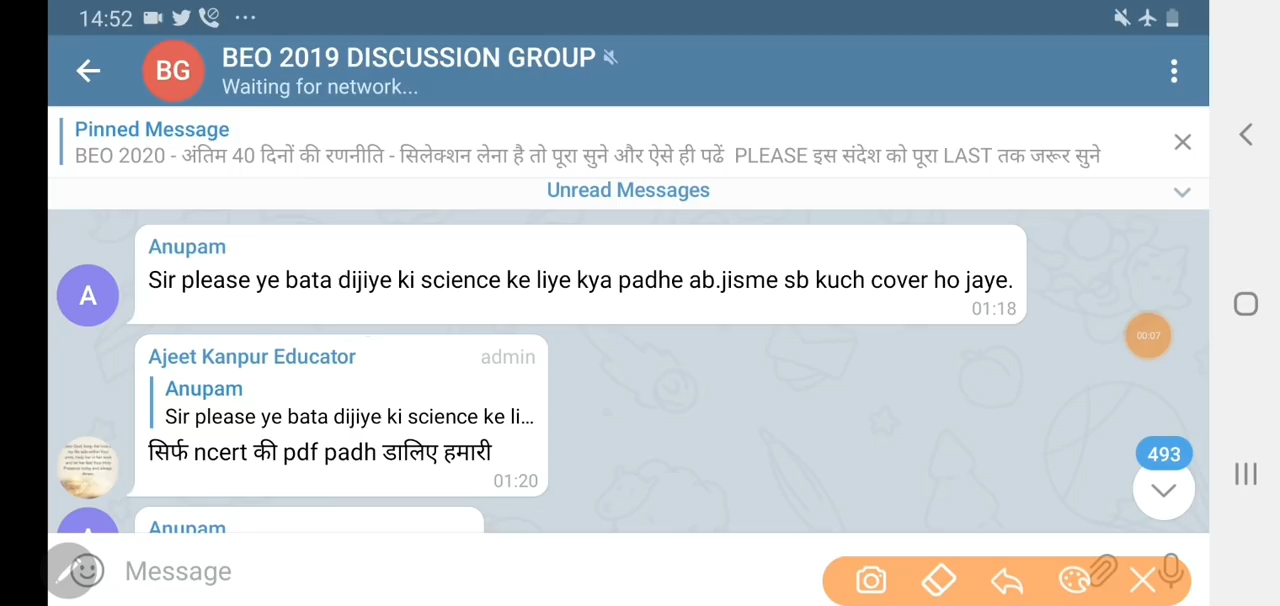 14:52
BG
BEO 2019 DISCUSSION GROUP
Waiting for network...
Pinned Message
BEO 2020 - अंतिम 40 दिनों की रणनीति - सिलेक्शन लेना है तो पूरा सुने और ऐसे ही पढें PLEASE इस संदेश को पूरा LAST तक जरूर सुने
Unread Messages
Anupam
A
Sir please ye bata dijiye ki science ke liye kya padhe ab.jisme sb kuch cover ho jaye.
01:18
00:07
Ajeet Kanpur Educator admin
Anupam
Sir please ye bata dijiye ki science ke li...
सिर्फ ncert की pdf padh डालिए हमारी
01:20
493
Anupam
Message